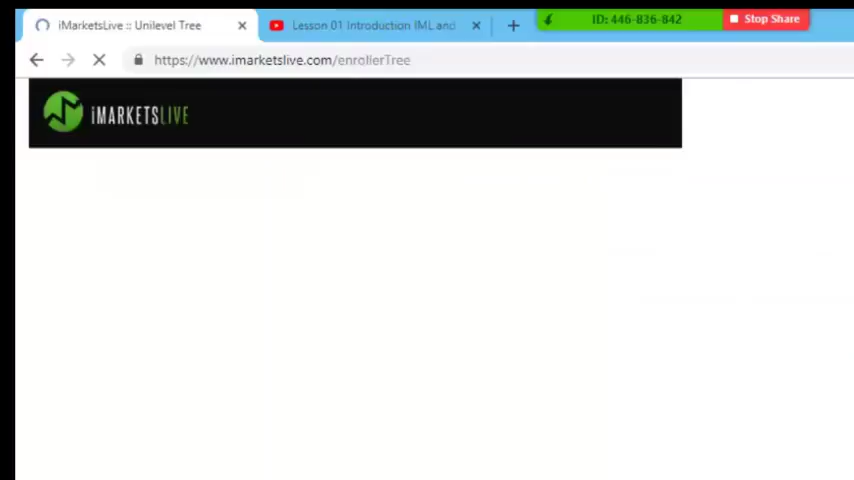 iMarketsLive :: Unilevel Tree
Lesson 01 Introduction IML and
ID: 446-836-842
Stop Share
https://www.imarketslive.com/enrollerTree
iMARKETSLIVE